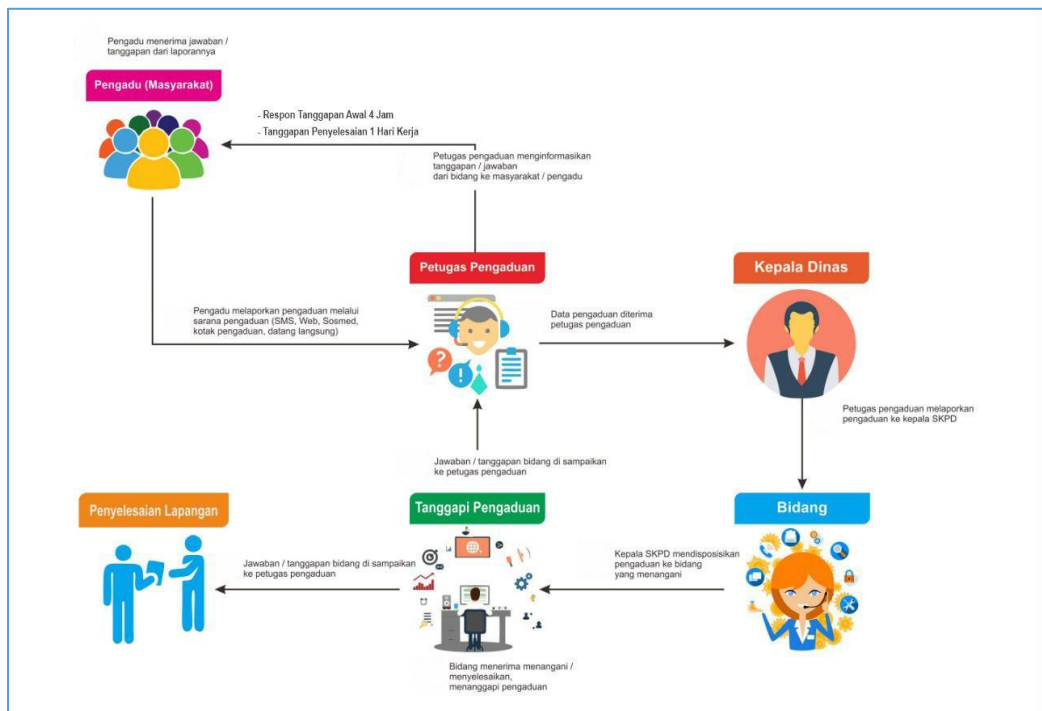 Pengadu menerima jawaban /
tanggapan dari laporannya
Pengadu (Masyarakat)
- Respon Tanggapan Awal 4 Jam
- Tanggapan Penyelesaian 1 Hari Kerja
Petugas pengaduan menginformasikan
tanggapan / jawaban
dari bidang ke masyarakat / pengadu
Petugas Pengaduan
Kepala Dinas
Pengadu melaporkan pengaduan melalui
sarana pengaduan (SMS, Web, Sosmed,
kotak pengaduan, datang langsung)
Data pengaduan diterima
petugas pengaduan
Petugas pengaduan melaporkan
pengaduan ke kepala SKPD
Jawaban / tanggapan bidang di sampaikan
ke petugas pengaduan
Penyelesaian Lapangan
Tanggapi Pengaduan
Bidang
Jawaban / tanggapan bidang di sampaikan
ke petugas pengaduan
Kepala SKPD mendisposisikan
pengaduan ke bidang
yang menangani
Bidang menerima menangani /
menyelesaikan,
menanggapi pengaduan